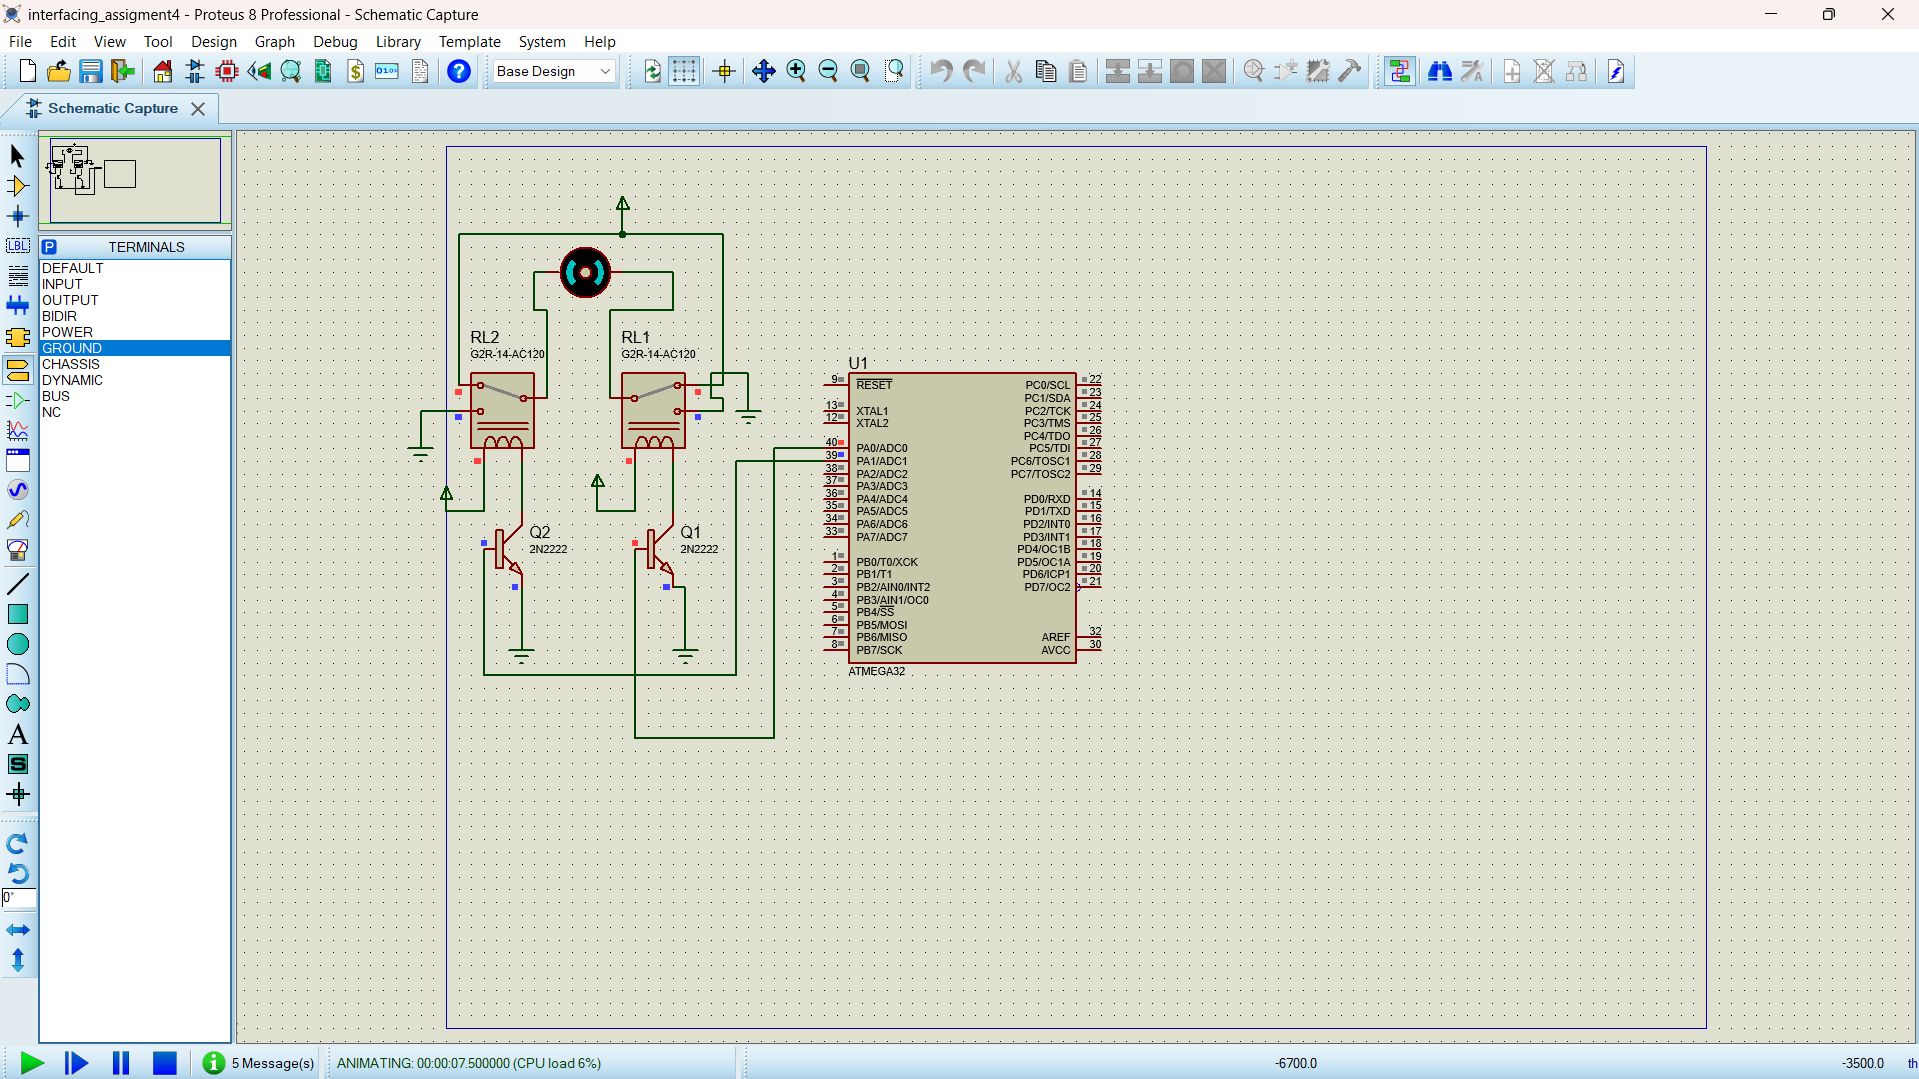 interfacing_assigment4 - Proteus 8 Professional - Schematic Capture
File Edit View Tool Design Graph Debug Library Template System Help
Base Design
Schematic Capture
TERMINALS
DEFAULT
INPUT
OUTPUT
BIDIR
POWER
GROUND
CHASSIS
DYNAMIC
BUS
NC
LBL
0°
RL2
G2R-14-AC120
RL1
G2R-14-AC120
Q2
2N2222
Q1
2N2222
U1
9 RESET
13 XTAL1
12 XTAL2
40 PA0/ADC0
39 PA1/ADC1
38 PA2/ADC2
37 PA3/ADC3
36 PA4/ADC4
35 PA5/ADC5
34 PA6/ADC6
33 PA7/ADC7
1 PB0/T0/XCK
2 PB1/T1
3 PB2/AIN0/INT2
4 PB3/AIN1/OC0
5 PB4/SS
6 PB5/MOSI
7 PB6/MISO
8 PB7/SCK
PC0/SCL 22
PC1/SDA 23
PC2/TCK 24
PC3/TMS 25
PC4/TDO 26
PC5/TDI 27
PC6/TOSC1 28
PC7/TOSC2 29
PD0/RXD 14
PD1/TXD 15
PD2/INT0 16
PD3/INT1 17
PD4/OC1B 18
PD5/OC1A 19
PD6/ICP1 20
PD7/OC2 21
AREF 32
AVCC 30
ATMEGA32
5 Message(s)
ANIMATING: 00:00:07.500000 (CPU load 6%)
-6700.0
-3500.0
th